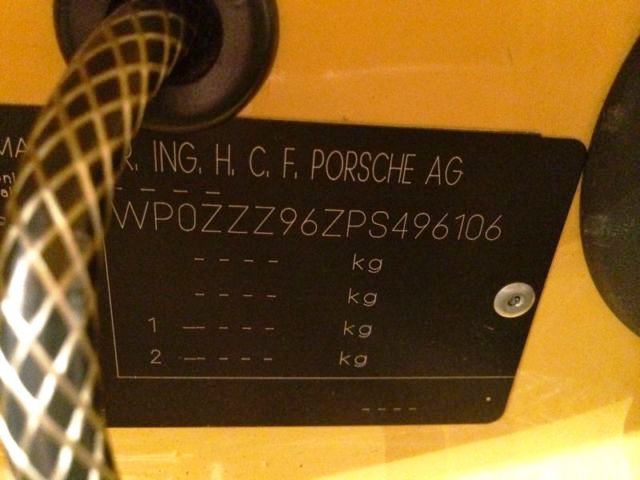 R. ING. H. C. F. PORSCHE AG
WP0ZZZ96ZPS496106
---- kg
---- kg
1 ---- kg
2 ---- kg
----